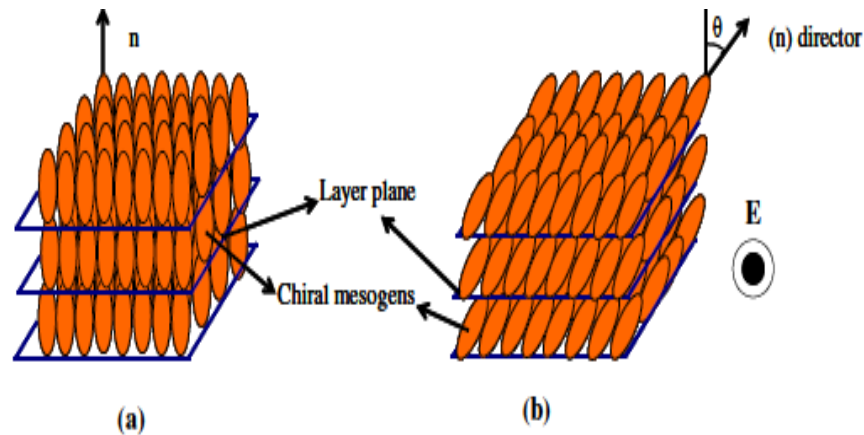 n
θ
(n) director
Layer plane
E
Chiral mesogens
(a)
(b)